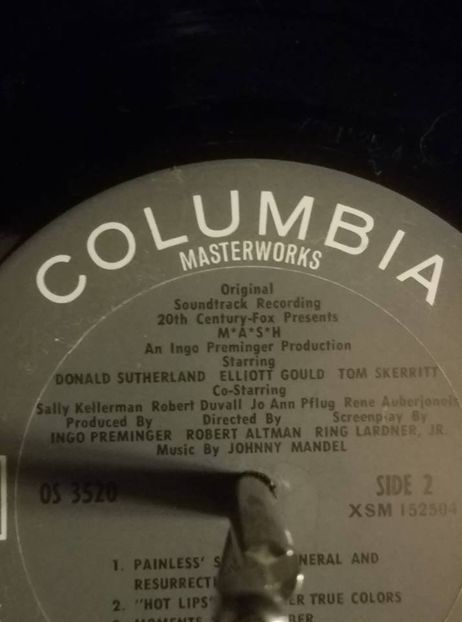 COLUMBIA
MASTERWORKS
Original
Soundtrack Recording
20th Century-Fox Presents
M*A*S*H
An Ingo Preminger Production
Starring
DONALD SUTHERLAND ELLIOTT GOULD TOM SKERRITT
Co-Starring
Sally Kellerman Robert Duvall Jo Ann Pflug Rene Auberjonois
Produced By Directed By Screenplay By
INGO PREMINGER ROBERT ALTMAN RING LARDNER, JR.
Music By JOHNNY MANDEL
OS 3520 SIDE 2
XSM 152504
1. PAINLESS' AND
2. "HOT LIPS" TRUE COLORS